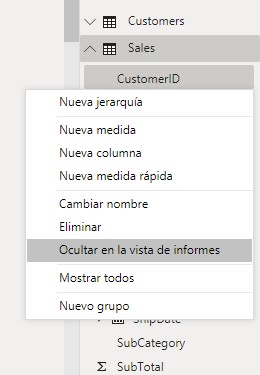 Customers
Sales
CustomerID
Nueva jerarquía
Nueva medida
Nueva columna
Nueva medida rápida
Cambiar nombre
Eliminar
Ocultar en la vista de informes
Mostrar todos
Nuevo grupo
ShipDate
SubCategory
Σ SubTotal